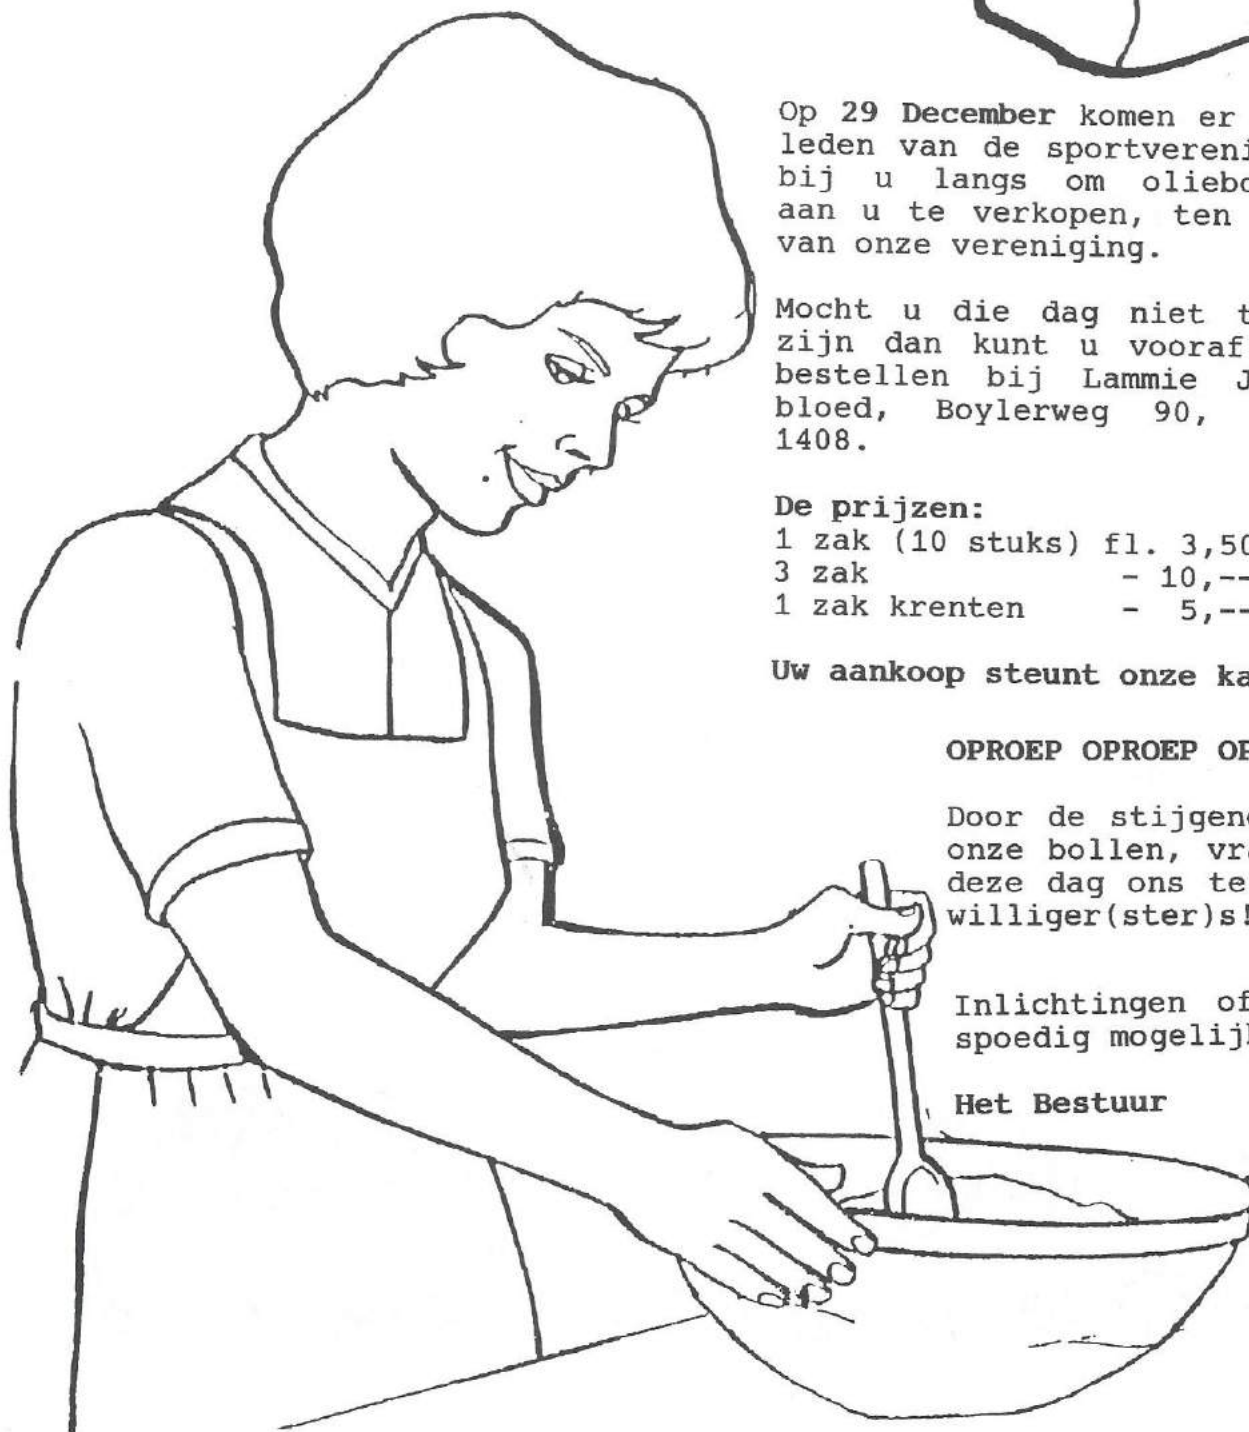 Op 29 December komen er
leden van de sportvereni
bij u langs om oliebo
aan u te verkopen, ten
van onze vereniging.
Mocht u die dag niet t
zijn dan kunt u vooraf
bestellen bij Lammie J
bloed, Boylerweg 90,
1408.
De prijzen:
1 zak (10 stuks) fl. 3,50
3 zak - 10,--
1 zak krenten - 5,--
Uw aankoop steunt onze ka
OPROEP OPROEP OP
Door de stijgend
onze bollen, vra
deze dag ons te
williger(ster)s!
Inlichtingen of
spoedig mogelijk
Het Bestuur